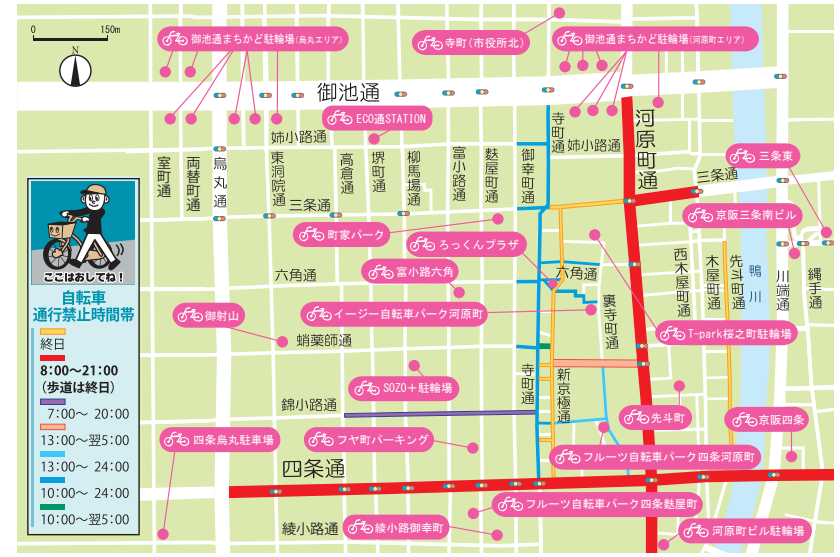 0 150m
N
御池通まちかど駐輪場(烏丸エリア)
寺町(市役所北)
御池通まちかど駐輪場(河原町エリア)
御池通
ECO通STATION
姉小路通
寺町通
姉小路通
河原町通
室町通
両替町通
烏丸通
東洞院通
高倉通
堺町通
柳馬場通
富小路通
麩屋町通
御幸町通
三条東
三条通
三条通
京阪三条南ビル
町家パーク
ろっくんプラザ
六角通
富小路六角
六角通
西木屋町通
木屋町通
先斗町通
鴨川
川端通
縄手通
御射山
イージー自転車パーク河原町
裏寺町通
蛸薬師通
T-park桜之町駐輪場
SOZO+駐輪場
寺町通
新京極通
錦小路通
先斗町
京阪四条
四条烏丸駐車場
フヤ町パーキング
四条通
フルーツ自転車パーク四条河原町
フルーツ自転車パーク四条麩屋町
綾小路通
綾小路御幸町
河原町ビル駐輪場
ここはおしてね!
自転車
通行禁止時間帯
終日
8:00〜21:00
(歩道は終日)
7:00〜 20:00
13:00〜翌5:00
13:00〜 24:00
10:00〜 24:00
10:00〜翌5:00